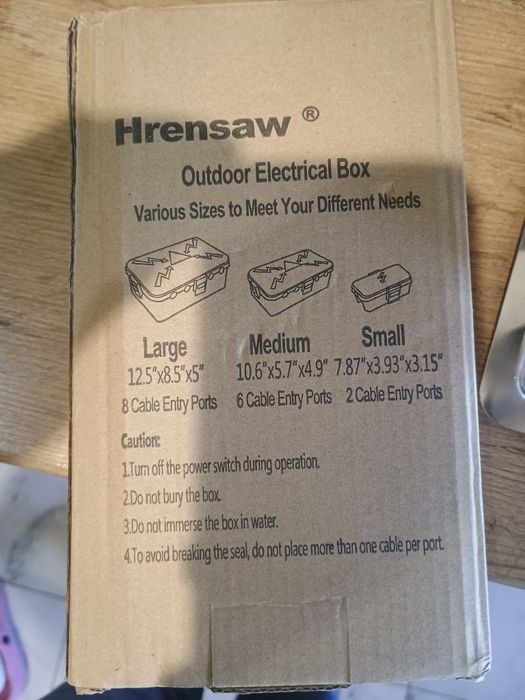 Hrensaw ®
Outdoor Electrical Box
Various Sizes to Meet Your Different Needs
Large Medium Small
12.5"x8.5"x5" 10.6"x5.7"x4.9" 7.87"x3.93"x3.15"
8 Cable Entry Ports 6 Cable Entry Ports 2 Cable Entry Ports
Caution:
1.Turn off the power switch during operation.
2.Do not bury the box.
3.Do not immerse the box in water.
4.To avoid breaking the seal, do not place more than one cable per port.